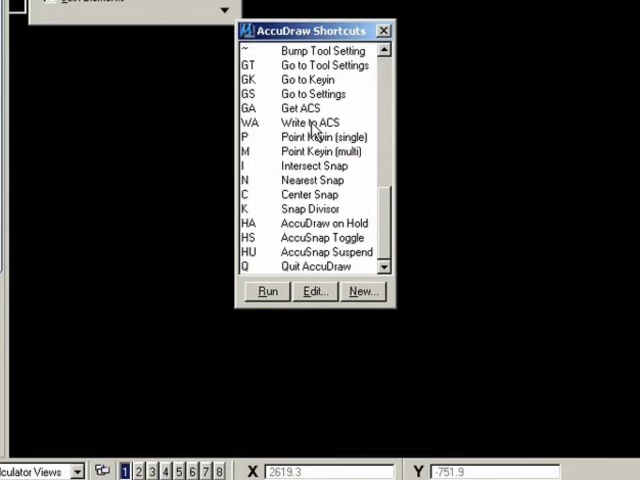 AccuDraw Shortcuts
~ Bump Tool Setting
GT Go to Tool Settings
GK Go to Keyin
GS Go to Settings
GA Get ACS
WA Write to ACS
P Point Keyin (single)
M Point Keyin (multi)
I Intersect Snap
N Nearest Snap
C Center Snap
K Snap Divisor
HA AccuDraw on Hold
HS AccuSnap Toggle
HU AccuSnap Suspend
Q Quit AccuDraw
Run Edit... New...
lculator Views 1 2 3 4 5 6 7 8 X 2619.3 Y -751.9